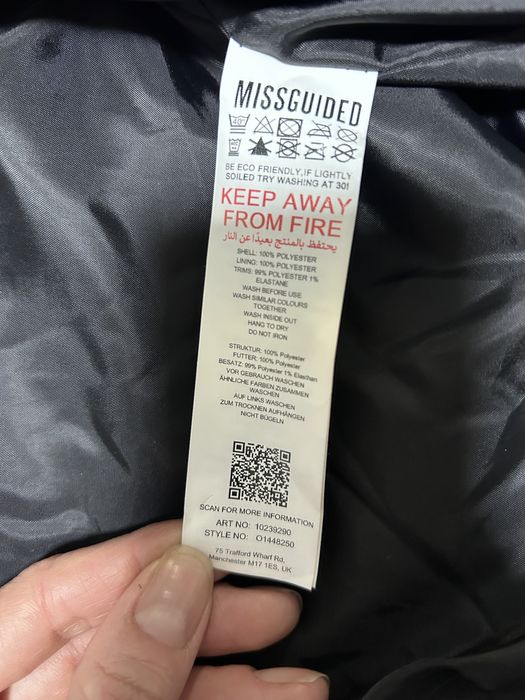 MISSGUIDED
40°
BE ECO FRIENDLY, IF LIGHTLY
SOILED TRY WASHING AT 30!
KEEP AWAY
FROM FIRE
يحتفظ بالمنتج بعيدًا عن النار
SHELL: 100% POLYESTER
LINING: 100% POLYESTER
TRIMS: 99% POLYESTER 1%
ELASTANE
WASH BEFORE USE
WASH SIMILAR COLOURS
TOGETHER
WASH INSIDE OUT
HANG TO DRY
DO NOT IRON
STRUKTUR: 100% Polyester
FUTTER: 100% Polyester
BESATZ: 99% Polyester 1% Elasthan
VOR GEBRAUCH WASCHEN
ÄHNLICHE FARBEN ZUSAMMEN
WASCHEN
AUF LINKS WASCHEN
ZUM TROCKNEN AUFHÄNGEN
NICHT BÜGELN
SCAN FOR MORE INFORMATION
ART NO: 10239290
STYLE NO: O1448250
75 Trafford Wharf Rd,
Manchester M17 1ES, UK